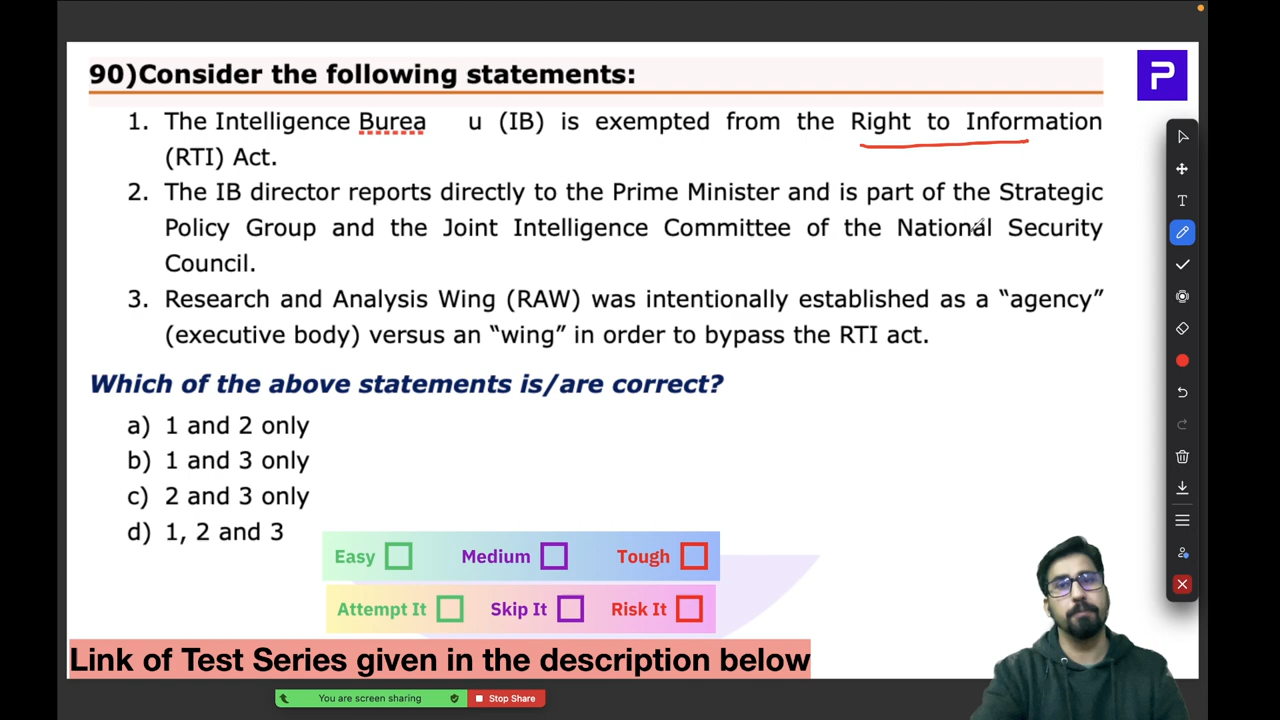 90)Consider the following statements:
P
1. The Intelligence Burea u (IB) is exempted from the Right to Information
(RTI) Act.
2. The IB director reports directly to the Prime Minister and is part of the Strategic
Policy Group and the Joint Intelligence Committee of the National Security
Council.
3. Research and Analysis Wing (RAW) was intentionally established as a “agency”
(executive body) versus an “wing” in order to bypass the RTI act.
Which of the above statements is/are correct?
a) 1 and 2 only
b) 1 and 3 only
c) 2 and 3 only
d) 1, 2 and 3
Easy Medium Tough
Attempt It Skip It Risk It
Link of Test Series given in the description below
You are screen sharing Stop Share
T